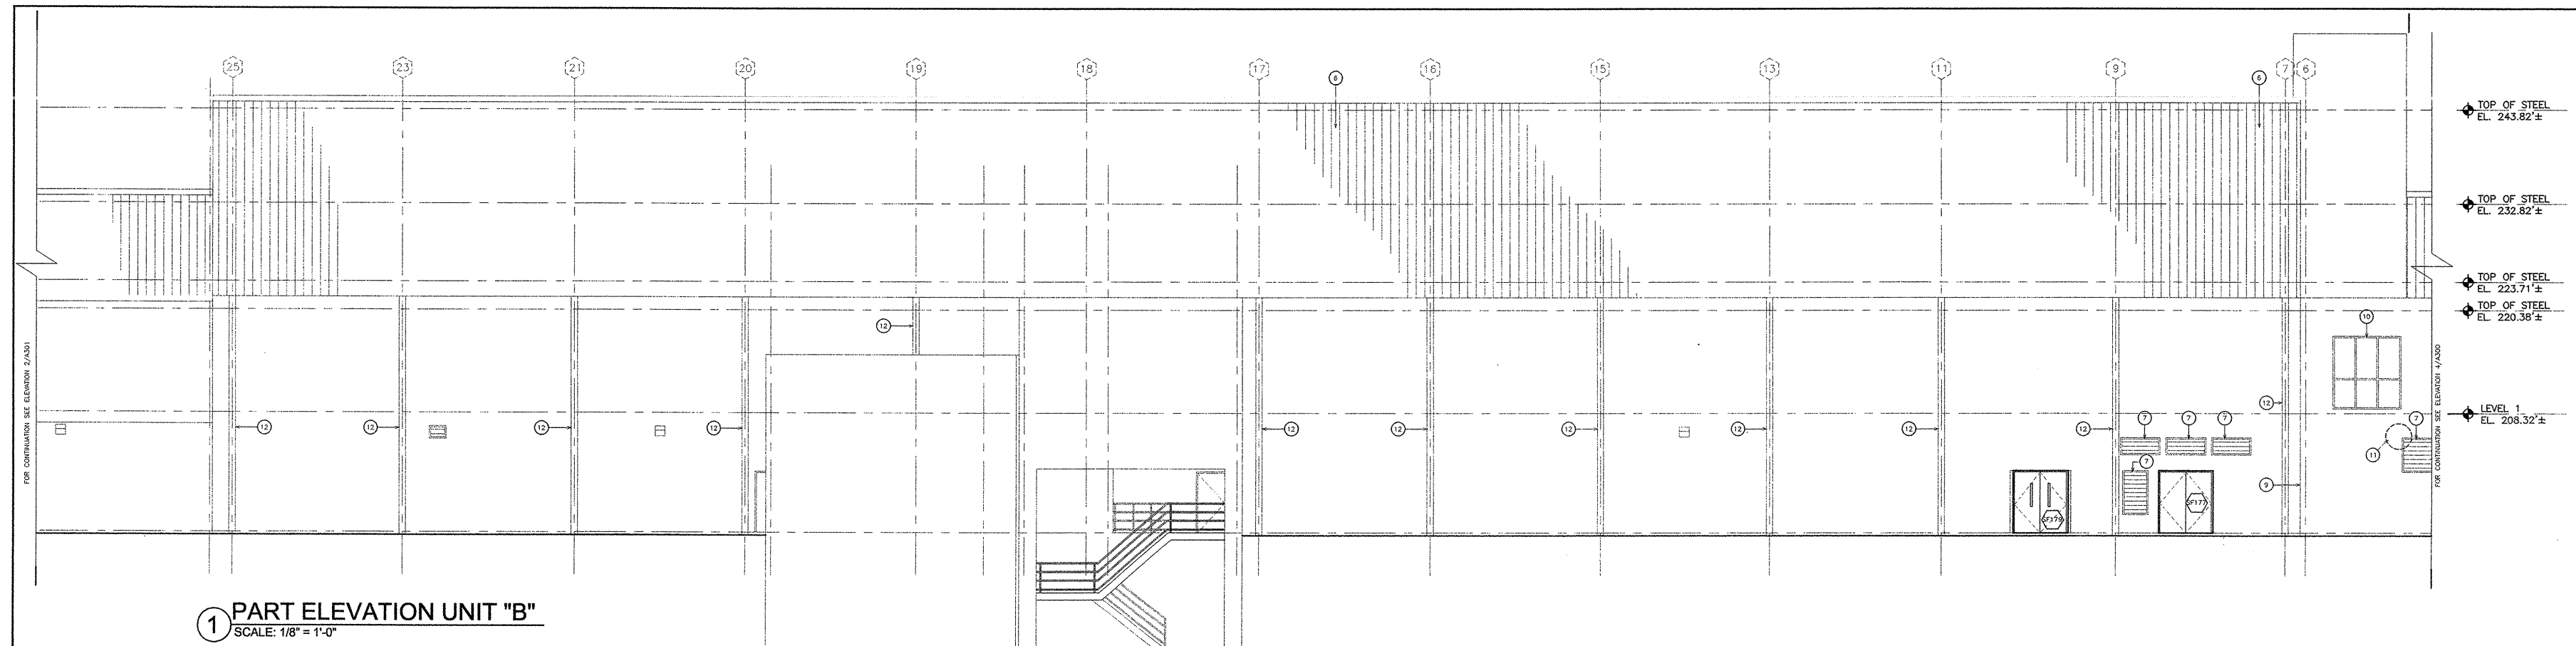 25
23
21
20
19
18
17
16
15
13
11
9
7
6
6
6
TOP OF STEEL
EL. 243.82'±
TOP OF STEEL
EL. 232.82'±
TOP OF STEEL
EL. 223.71'±
TOP OF STEEL
EL. 220.38'±
LEVEL 1
EL. 208.32'±
FOR CONTINUATION SEE ELEVATION 2/A301
FOR CONTINUATION SEE ELEVATION 4/A300
12
10
12
12
12
12
12
12
12
12
12
12
12
12
7
7
7
7
7
11
9
SF179
SF177
1
PART ELEVATION UNIT "B"
SCALE: 1/8" = 1'-0"